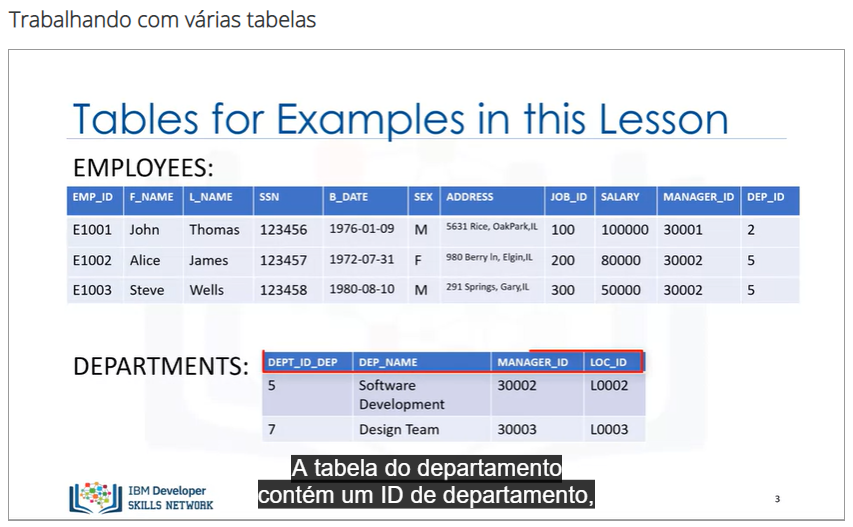 Trabalhando com várias tabelas
Tables for Examples in this Lesson
EMPLOYEES:
EMP_ID F_NAME L_NAME SSN B_DATE SEX ADDRESS JOB_ID SALARY MANAGER_ID DEP_ID
E1001 John Thomas 123456 1976-01-09 M 5631 Rice, OakPark,IL 100 100000 30001 2
E1002 Alice James 123457 1972-07-31 F 980 Berry ln, Elgin,IL 200 80000 30002 5
E1003 Steve Wells 123458 1980-08-10 M 291 Springs, Gary,IL 300 50000 30002 5
DEPARTMENTS:
DEPT_ID_DEP DEP_NAME MANAGER_ID LOC_ID
5 Software 30002 L0002
Development
7 Design Team 30003 L0003
A tabela do departamento
contém um ID de departamento,
IBM Developer
SKILLS NETWORK
3